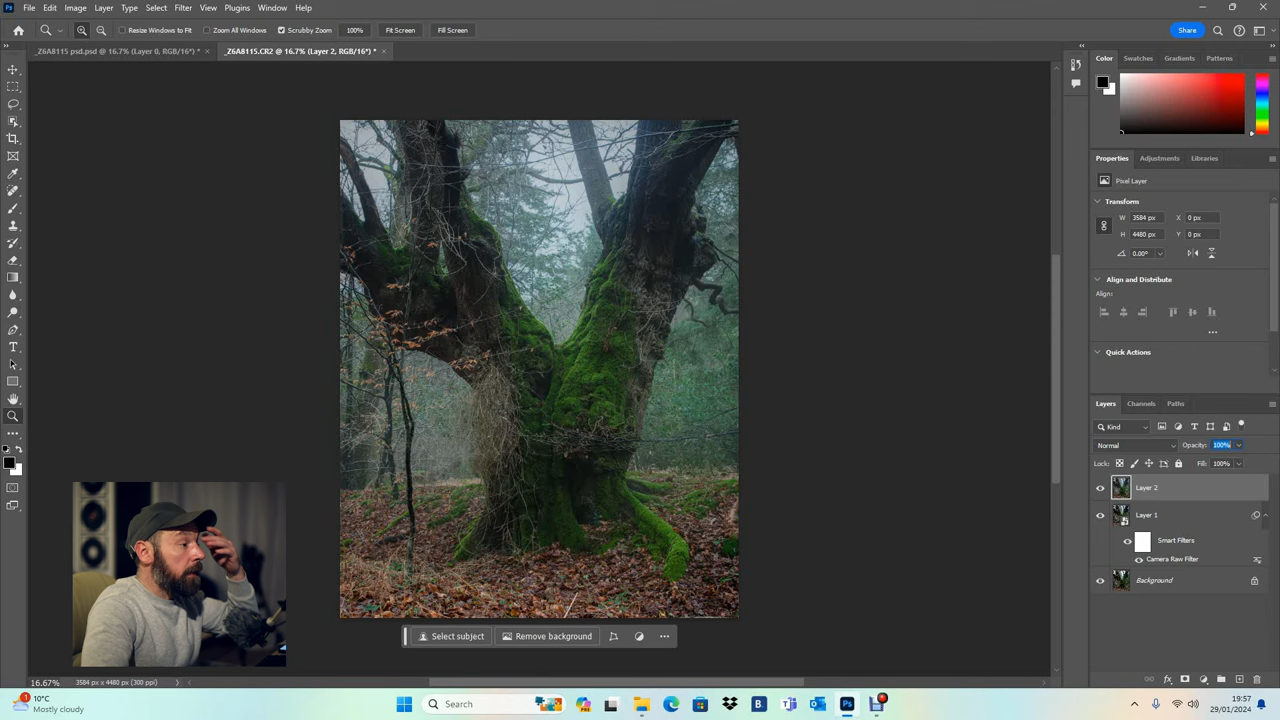 File Edit Image Layer Type Select Filter View Plugins Window Help
Resize Windows to Fit Zoom All Windows Scrubby Zoom 100% Fit Screen Fill Screen Share
_Z6A8115 psd.psd @ 16.7% (Layer 0, RGB/16*) * × _Z6A8115.CR2 @ 16.7% (Layer 2, RGB/16*) * ×
Color Swatches Gradients Patterns
Properties Adjustments Libraries
Pixel Layer
Transform
W 3584 px X 0 px
H 4480 px Y 0 px
0.00°
Align and Distribute
Align:
Quick Actions
Layers Channels Paths
Kind
Normal Opacity: 100%
Lock: Fill: 100%
Layer 2
Layer 1
Smart Filters
Camera Raw Filter
Background
Select subject Remove background
16.67% 3584 px x 4480 px (300 ppi)
1 10°C
Mostly cloudy
Search
19:57
29/01/2024